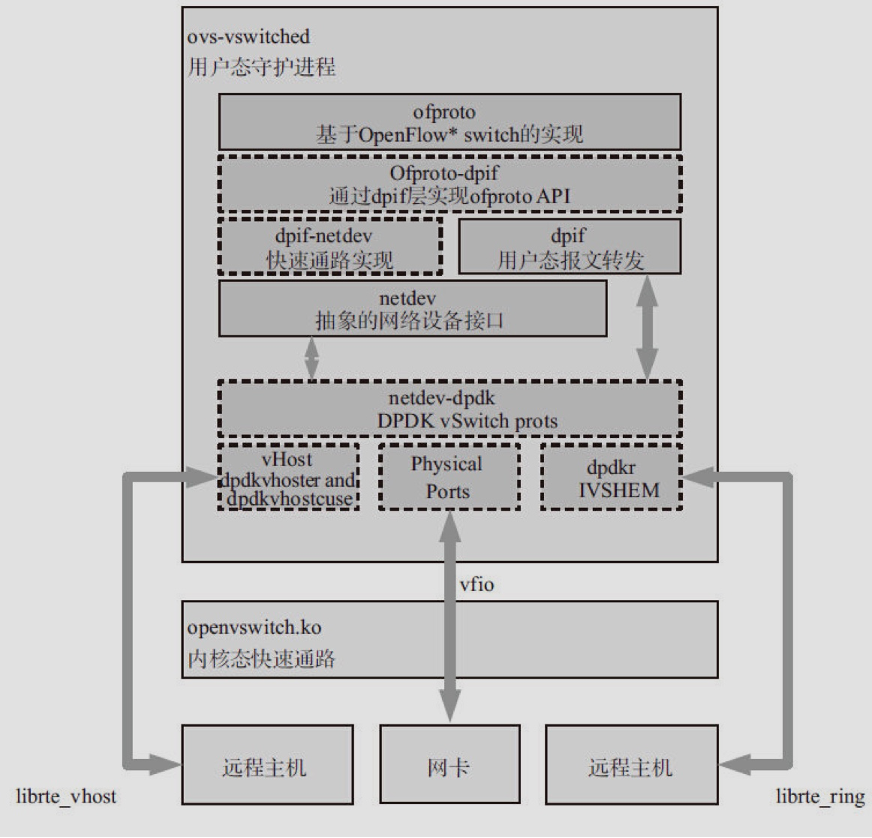 ovs-vswitched
用户态守护进程
ofproto
基于OpenFlow* switch的实现
Ofproto-dpif
通过dpif层实现ofproto API
dpif-netdev
快速通路实现
dpif
用户态报文转发
netdev
抽象的网络设备接口
netdev-dpdk
DPDK vSwitch prots
vHost
dpdkvhoster and
dpdkvhostcuse
Physical
Ports
dpdkr
IVSHEM
vfio
openvswitch.ko
内核态快速通路
远程主机
网卡
远程主机
librte_vhost
librte_ring